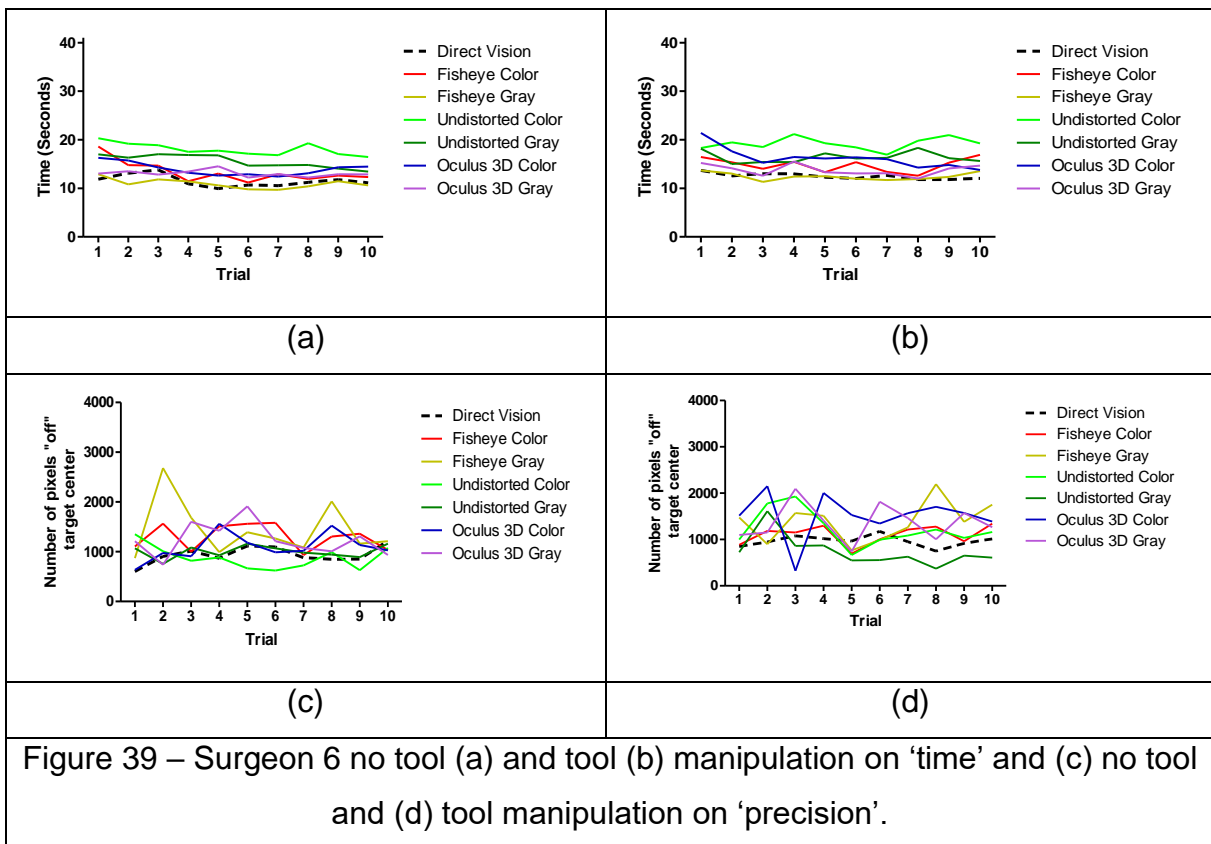 40
30
20
10
0
Time (Seconds)
1 2 3 4 5 6 7 8 9 10
Trial
Direct Vision
Fisheye Color
Fisheye Gray
Undistorted Color
Undistorted Gray
Oculus 3D Color
Oculus 3D Gray
(a)
40
30
20
10
0
Time (Seconds)
1 2 3 4 5 6 7 8 9 10
Trial
Direct Vision
Fisheye Color
Fisheye Gray
Undistorted Color
Undistorted Gray
Oculus 3D Color
Oculus 3D Gray
(b)
4000
3000
2000
1000
0
Number of pixels "off"
target center
1 2 3 4 5 6 7 8 9 10
Trial
Direct Vision
Fisheye Color
Fisheye Gray
Undistorted Color
Undistorted Gray
Oculus 3D Color
Oculus 3D Gray
(c)
4000
3000
2000
1000
0
Number of pixels "off"
target center
1 2 3 4 5 6 7 8 9 10
Trial
Direct Vision
Fisheye Color
Fisheye Gray
Undistorted Color
Undistorted Gray
Oculus 3D Color
Oculus 3D Gray
(d)
Figure 39 – Surgeon 6 no tool (a) and tool (b) manipulation on ‘time’ and (c) no tool
and (d) tool manipulation on ‘precision’.